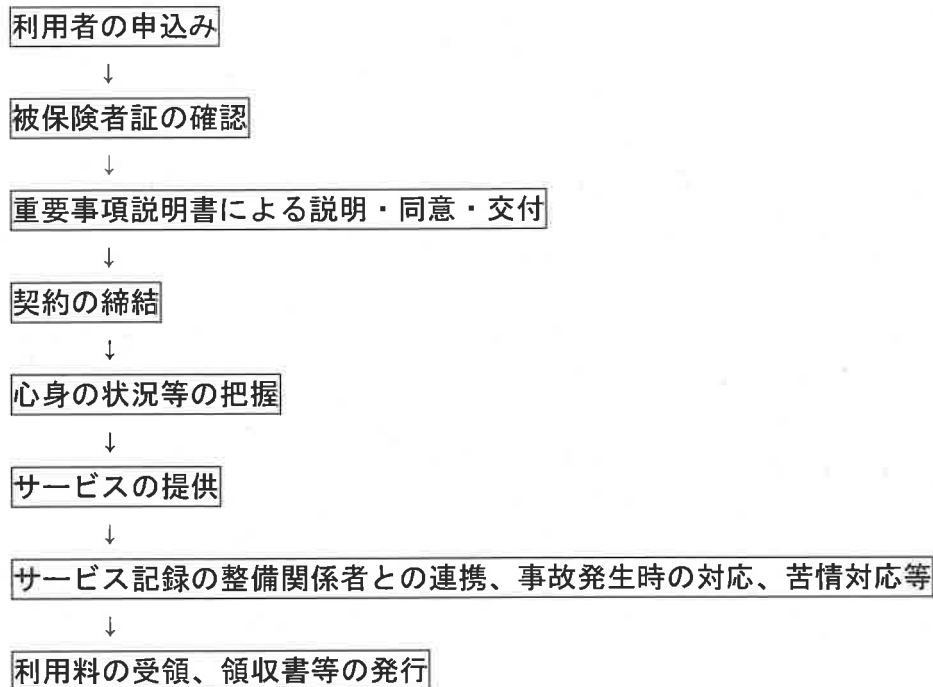 利用者の申込み
↓
被保険者証の確認
↓
重要事項説明書による説明・同意・交付
↓
契約の締結
↓
心身の状況等の把握
↓
サービスの提供
↓
サービス記録の整備関係者との連携、事故発生時の対応、苦情対応等
↓
利用料の受領、領収書等の発行